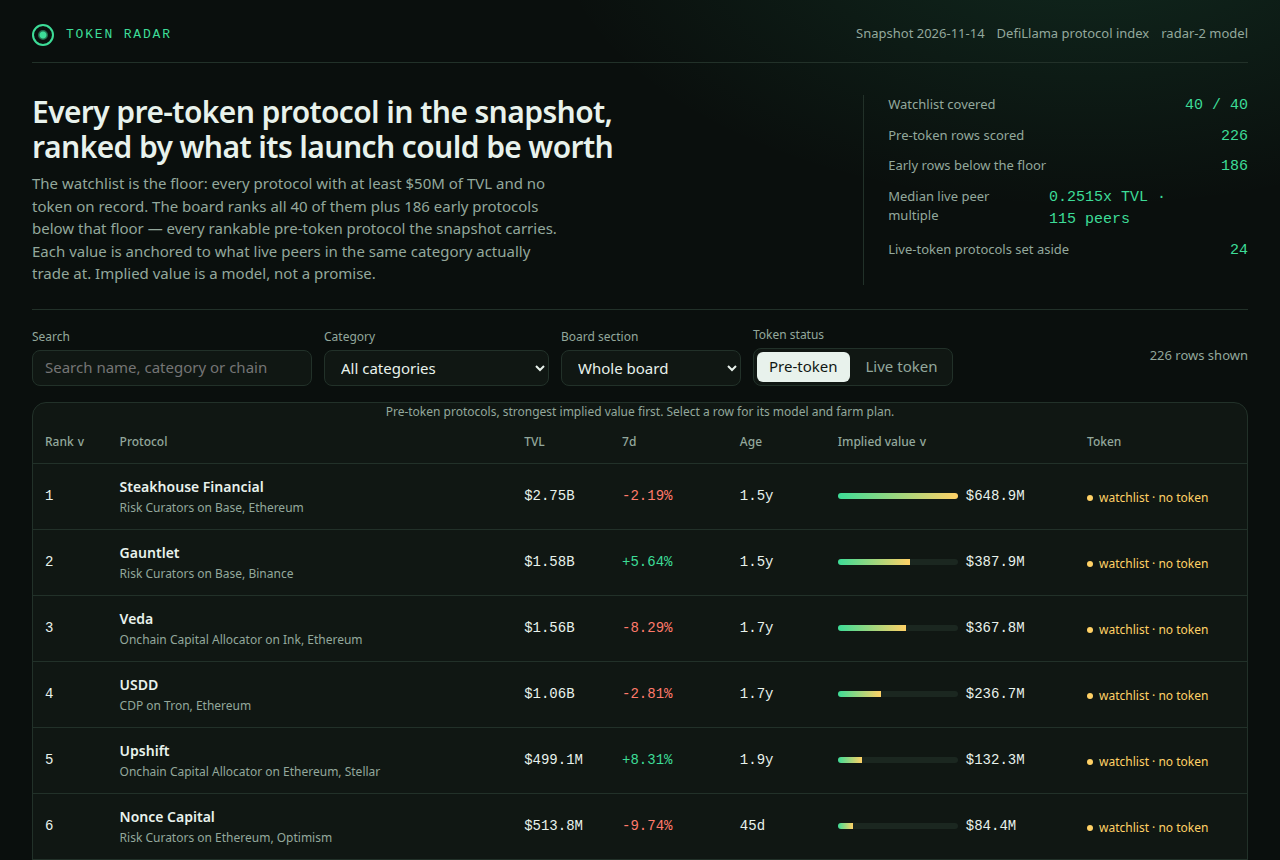 TOKEN RADAR
Snapshot 2026-11-14 DefiLlama protocol index radar-2 model
Every pre-token protocol in the snapshot,
ranked by what its launch could be worth
The watchlist is the floor: every protocol with at least $50M of TVL and no
token on record. The board ranks all 40 of them plus 186 early protocols
below that floor — every rankable pre-token protocol the snapshot carries.
Each value is anchored to what live peers in the same category actually
trade at. Implied value is a model, not a promise.
Watchlist covered 40 / 40
Pre-token rows scored 226
Early rows below the floor 186
Median live peer multiple 0.2515x TVL · 115 peers
Live-token protocols set aside 24
Search
Search name, category or chain
Category
All categories
Board section
Whole board
Token status
Pre-token Live token
226 rows shown
Pre-token protocols, strongest implied value first. Select a row for its model and farm plan.
Rank v Protocol TVL 7d Age Implied value v Token
1 Steakhouse Financial $2.75B -2.19% 1.5y $648.9M watchlist · no token
Risk Curators on Base, Ethereum
2 Gauntlet $1.58B +5.64% 1.5y $387.9M watchlist · no token
Risk Curators on Base, Binance
3 Veda $1.56B -8.29% 1.7y $367.8M watchlist · no token
Onchain Capital Allocator on Ink, Ethereum
4 USDD $1.06B -2.81% 1.7y $236.7M watchlist · no token
CDP on Tron, Ethereum
5 Upshift $499.1M +8.31% 1.9y $132.3M watchlist · no token
Onchain Capital Allocator on Ethereum, Stellar
6 Nonce Capital $513.8M -9.74% 45d $84.4M watchlist · no token
Risk Curators on Ethereum, Optimism